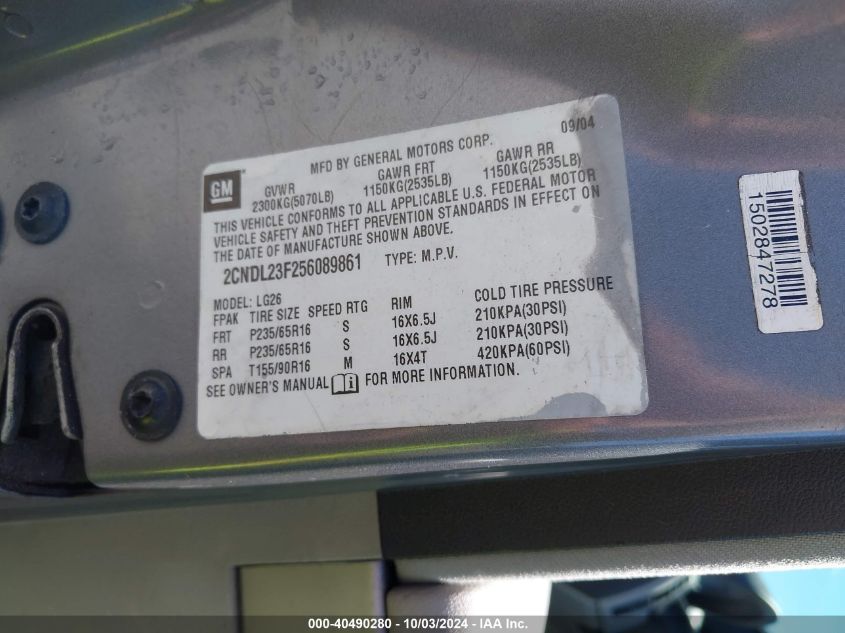 GM
MFD BY GENERAL MOTORS CORP. 09/04
GVWR GAWR FRT GAWR RR
2300KG(5070LB) 1150KG(2535LB) 1150KG(2535LB)
THIS VEHICLE CONFORMS TO ALL APPLICABLE U.S. FEDERAL MOTOR
VEHICLE SAFETY AND THEFT PREVENTION STANDARDS IN EFFECT ON
THE DATE OF MANUFACTURE SHOWN ABOVE.
2CNDL23F256089861 TYPE: M.P.V.
MODEL: LG26
FPAK TIRE SIZE SPEED RTG RIM COLD TIRE PRESSURE
FRT P235/65R16 S 16X6.5J 210KPA(30PSI)
RR P235/65R16 S 16X6.5J 210KPA(30PSI)
SPA T155/90R16 M 16X4T 420KPA(60PSI)
SEE OWNER'S MANUAL FOR MORE INFORMATION.
1502847278
000-40490280 - 10/03/2024 - IAA Inc.